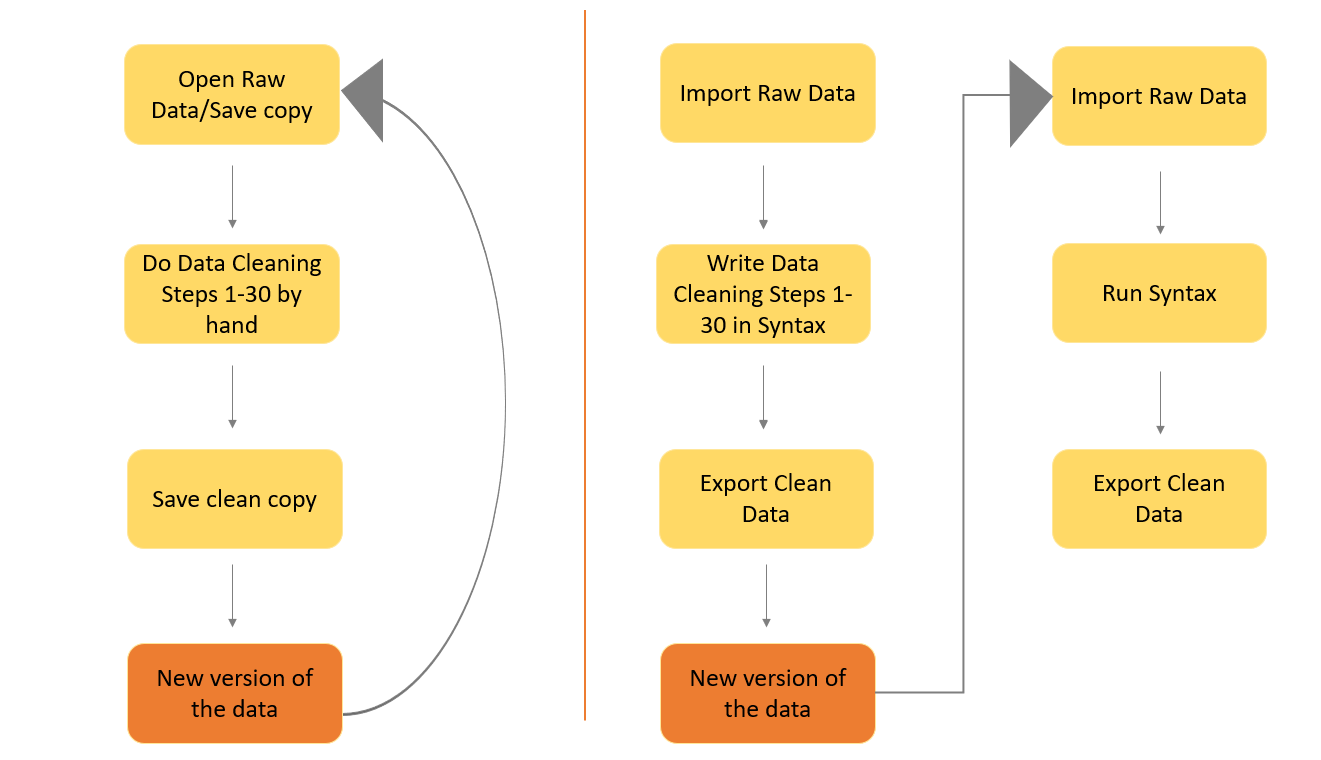 Open Raw
Data/Save copy
Do Data Cleaning
Steps 1-30 by
hand
Save clean copy
New version of
the data
Import Raw Data
Write Data
Cleaning Steps 1-
30 in Syntax
Export Clean
Data
New version of
the data
Import Raw Data
Run Syntax
Export Clean
Data